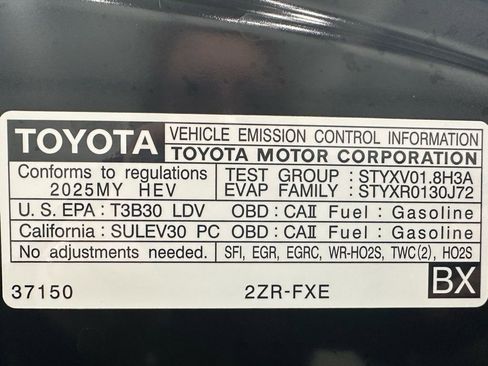 TOYOTA VEHICLE EMISSION CONTROL INFORMATION
TOYOTA MOTOR CORPORATION
Conforms to regulations TEST GROUP : STYXV01.8H3A
2025MY HEV EVAP FAMILY : STYXR0130J72
U. S. EPA : T3B30 LDV OBD : CAⅡ Fuel : Gasoline
California : SULEV30 PC OBD : CAⅡ Fuel : Gasoline
No adjustments needed. SFI, EGR, EGRC, WR-HO2S, TWC (2), HO2S
37150 2ZR-FXE BX